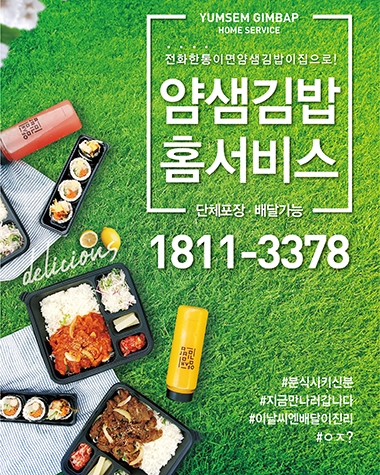 YUMSEM GIMBAP
HOME SERVICE
전화한통이면얌샘김밥이집으로!
얌샘김밥
홈서비스
단체포장 · 배달가능
1811-3378
delicious
#분식시키신분
#지금만나러갑니다
#이날씨엔배달이진리
#ㅇㅈ?